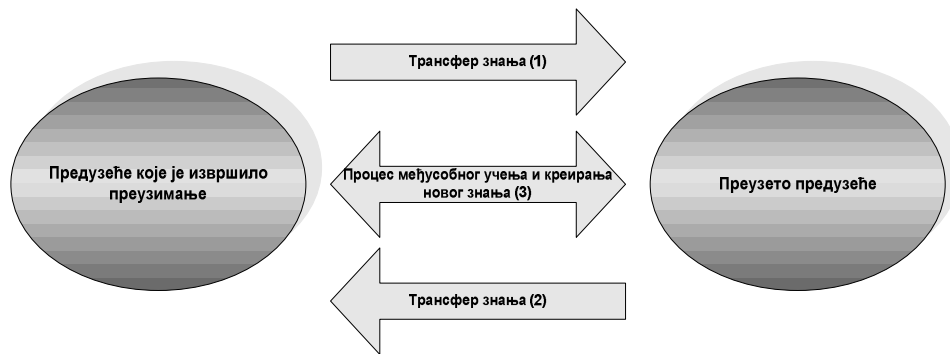 Трансфер знања (1)
Предузеће које је извршило
преузимање
Процес међусобног учења и креирања
новог знања (3)
Преузето предузеће
Трансфер знања (2)